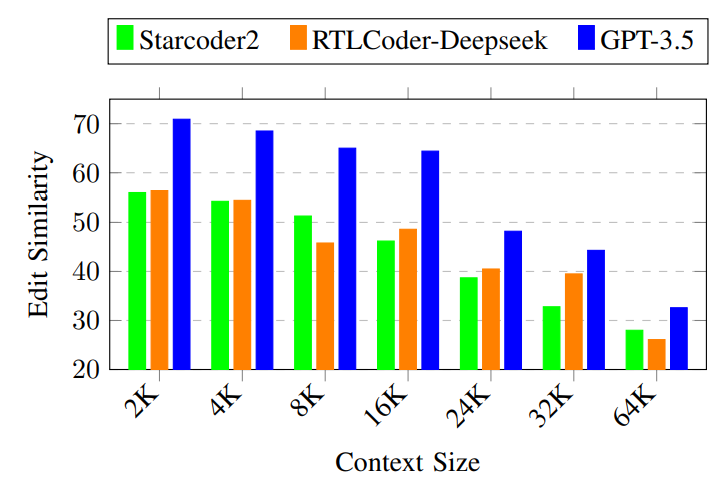 Starcoder2 RTLCoder-Deepseek GPT-3.5
70
60
50
40
30
20
Edit Similarity
2K 4K 8K 16K 24K 32K 64K
Context Size